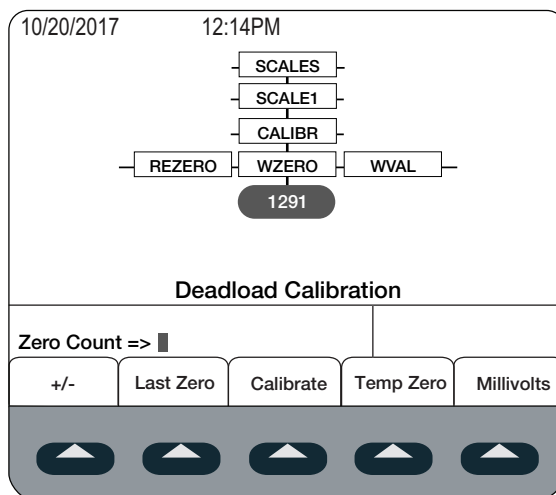 10/20/2017 12:14PM
SCALES
SCALE1
CALIBR
REZERO WZERO WVAL
1291
Deadload Calibration
Zero Count =>
+/- Last Zero Calibrate Temp Zero Millivolts